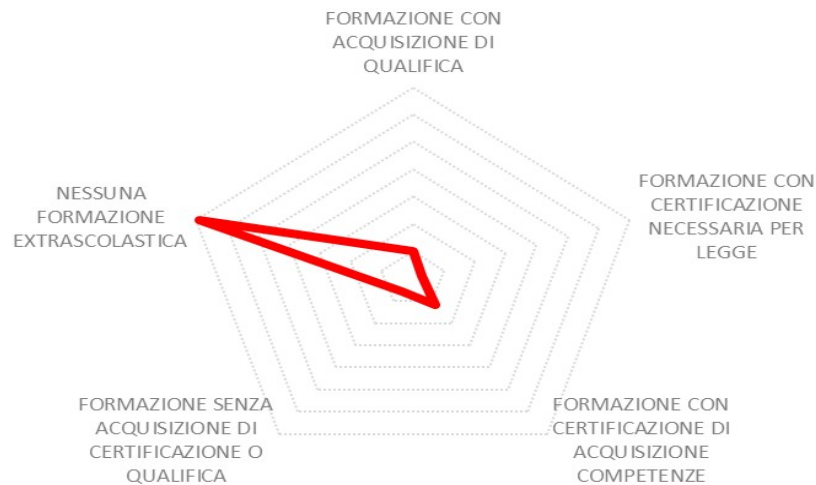 FORMAZIONE CON
ACQUISIZIONE DI
QUALIFICA
FORMAZIONE CON
CERTIFICAZIONE
NECESSARIA PER
LEGGE
FORMAZIONE CON
CERTIFICAZIONE DI
ACQUISIZIONE
COMPETENZE
FORMAZIONE SENZA
ACQUISIZIONE DI
CERTIFICAZIONE O
QUALIFICA
NESSUNA
FORMAZIONE
EXTRASCOLASTICA